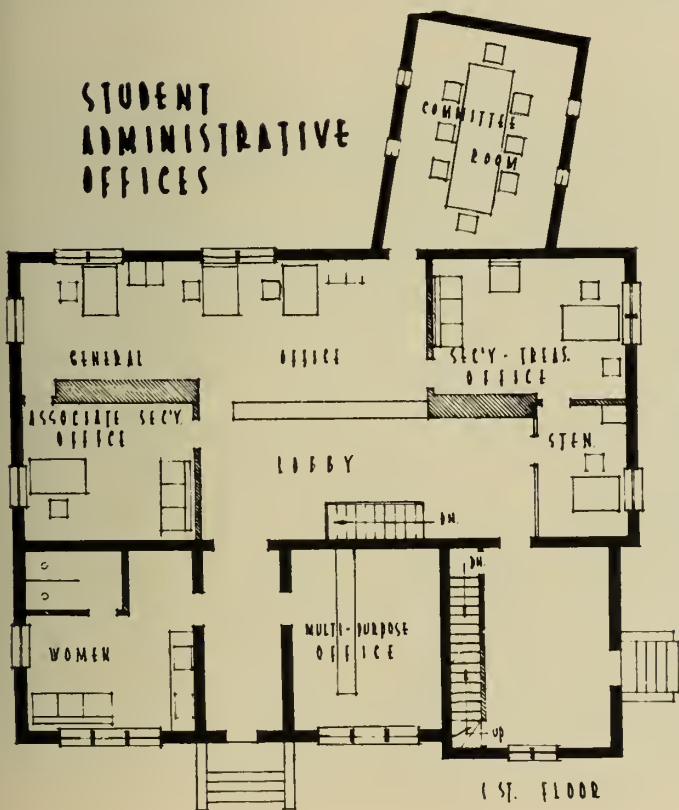 STUDENT
ADMINISTRATIVE
OFFICES
COMMITTEE
ROOM
GENERAL OFFICE
SEC'Y - TREAS.
OFFICE
ASSOCIATE SEC'Y.
OFFICE
STEN.
LOBBY
DN.
DN.
MULTI-PURPOSE
OFFICE
WOMEN
UP
1 ST. FLOOR